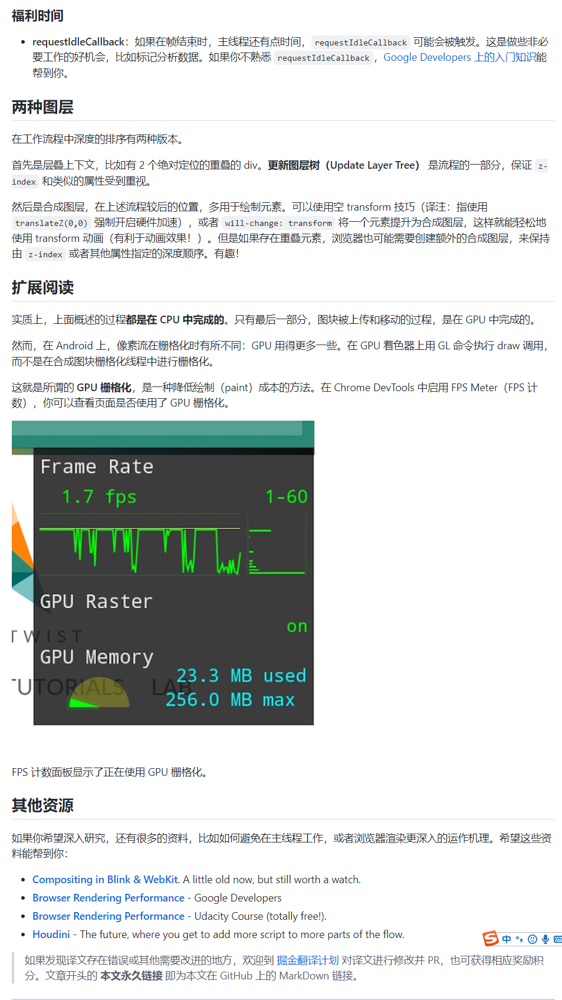 福利时间
• requestIdleCallback：如果在帧结束时，主线程还有点时间， requestIdleCallback 可能会被触发。这是做些非必
要工作的好机会，比如标记分析数据。如果你不熟悉 requestIdleCallback ，Google Developers 上的入门知识能
帮到你。
两种图层
在工作流程中深度的排序有两种版本。
首先是层叠上下文，比如有 2 个绝对定位的重叠的 div。更新图层树（Update Layer Tree） 是流程的一部分，保证 z-
index 和类似的属性受到重视。
然后是合成图层，在上述流程较后的位置，多用于绘制元素。可以使用空 transform 技巧（译注：指使用
translateZ(0,0) 强制开启硬件加速），或者 will-change: transform 将一个元素提升为合成图层，这样就能轻松地
使用 transform 动画（有利于动画效果！）。但是如果存在重叠元素，浏览器也可能需要创建额外的合成图层，来保持
由 z-index 或者其他属性指定的深度顺序。有趣！
扩展阅读
实质上，上面概述的过程都是在 CPU 中完成的。只有最后一部分，图块被上传和移动的过程，是在 GPU 中完成的。
然而，在 Android 上，像素流在栅格化时有所不同：GPU 用得更多一些。在 GPU 着色器上用 GL 命令执行 draw 调用，
而不是在合成图块栅格化线程中进行栅格化。
这就是所谓的 GPU 栅格化，是一种降低绘制（paint）成本的方法。在 Chrome DevTools 中启用 FPS Meter（FPS 计
数），你可以查看页面是否使用了 GPU 栅格化。
Frame Rate
1.7 fps 1-60
GPU Raster
on
TWIST
GPU Memory
23.3 MB used
TUTORIALS LAB
256.0 MB max
FPS 计数面板显示了正在使用 GPU 栅格化。
其他资源
如果你希望深入研究，还有很多的资料，比如如何避免在主线程工作，或者浏览器渲染更深入的运作机理。希望这些资
料能帮到你：
• Compositing in Blink & WebKit. A little old now, but still worth a watch.
• Browser Rendering Performance - Google Developers
• Browser Rendering Performance - Udacity Course (totally free!).
• Houdini - The future, where you get to add more script to more parts of the flow.
S 中
如果发现译文存在错误或其他需要改进的地方，欢迎到 掘金翻译计划 对译文进行修改并 PR，也可获得相应奖励积
分。文章开头的 本文永久链接 即为本文在 GitHub 上的 MarkDown 链接。